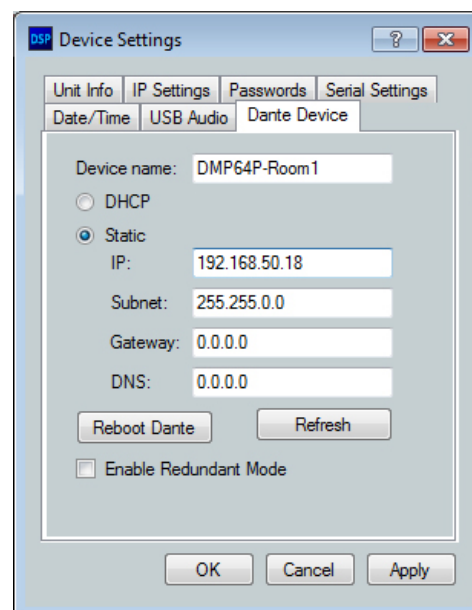 DSP Device Settings
Unit Info IP Settings Passwords Serial Settings
Date/Time USB Audio Dante Device
Device name: DMP64P-Room1
DHCP
Static
IP: 192.168.50.18
Subnet: 255.255.0.0
Gateway: 0.0.0.0
DNS: 0.0.0.0
Reboot Dante Refresh
Enable Redundant Mode
OK Cancel Apply